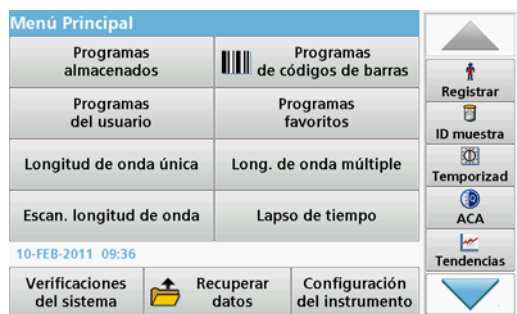 Menú Principal
Programas
almacenados
Programas
de códigos de barras
Programas
del usuario
Programas
favoritos
Longitud de onda única
Long. de onda múltiple
Escan. longitud de onda
Lapso de tiempo
10-FEB-2011 09:36
Verificaciones
del sistema
Recuperar
datos
Configuración
del instrumento
Registrar
ID muestra
Temporizad
ACA
Tendencias